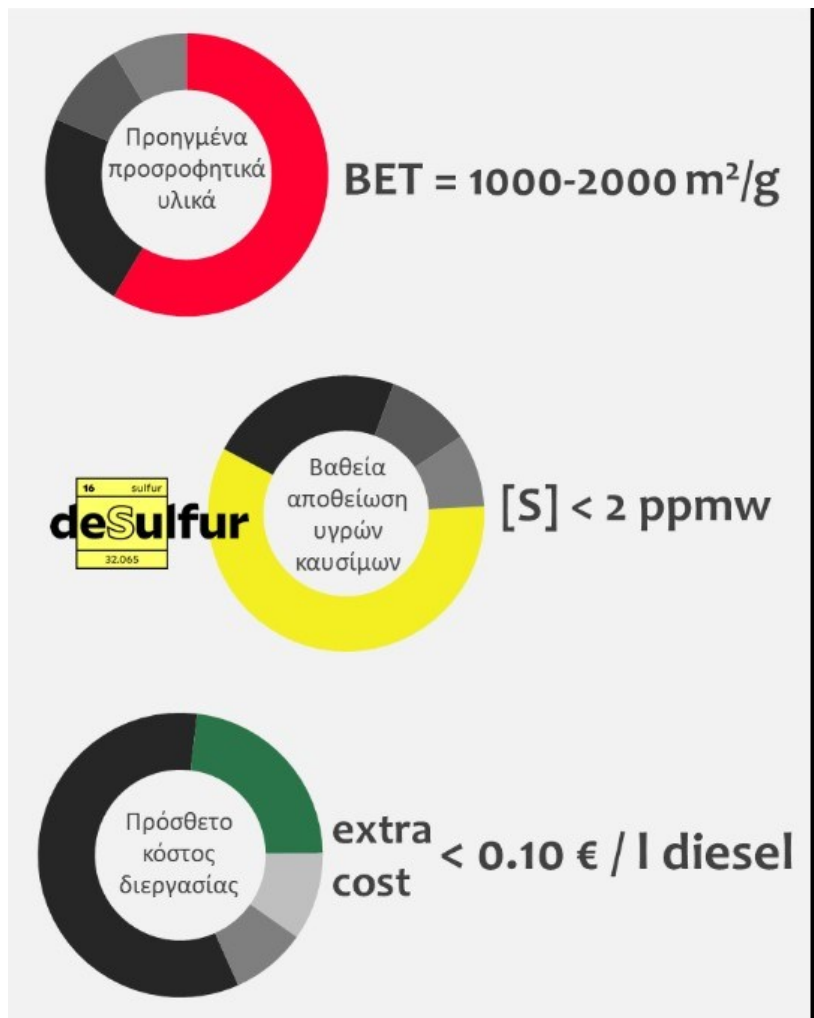 Προηγμένα
προσροφητικά
υλικά
BET = 1000-2000 m²/g
16 sulfur
deSulfur
32.065
Βαθεία
αποθείωση
υγρών
καυσίμων
[S] < 2 ppmw
Πρόσθετο
κόστος
διεργασίας
extra
cost
< 0.10 € / l diesel